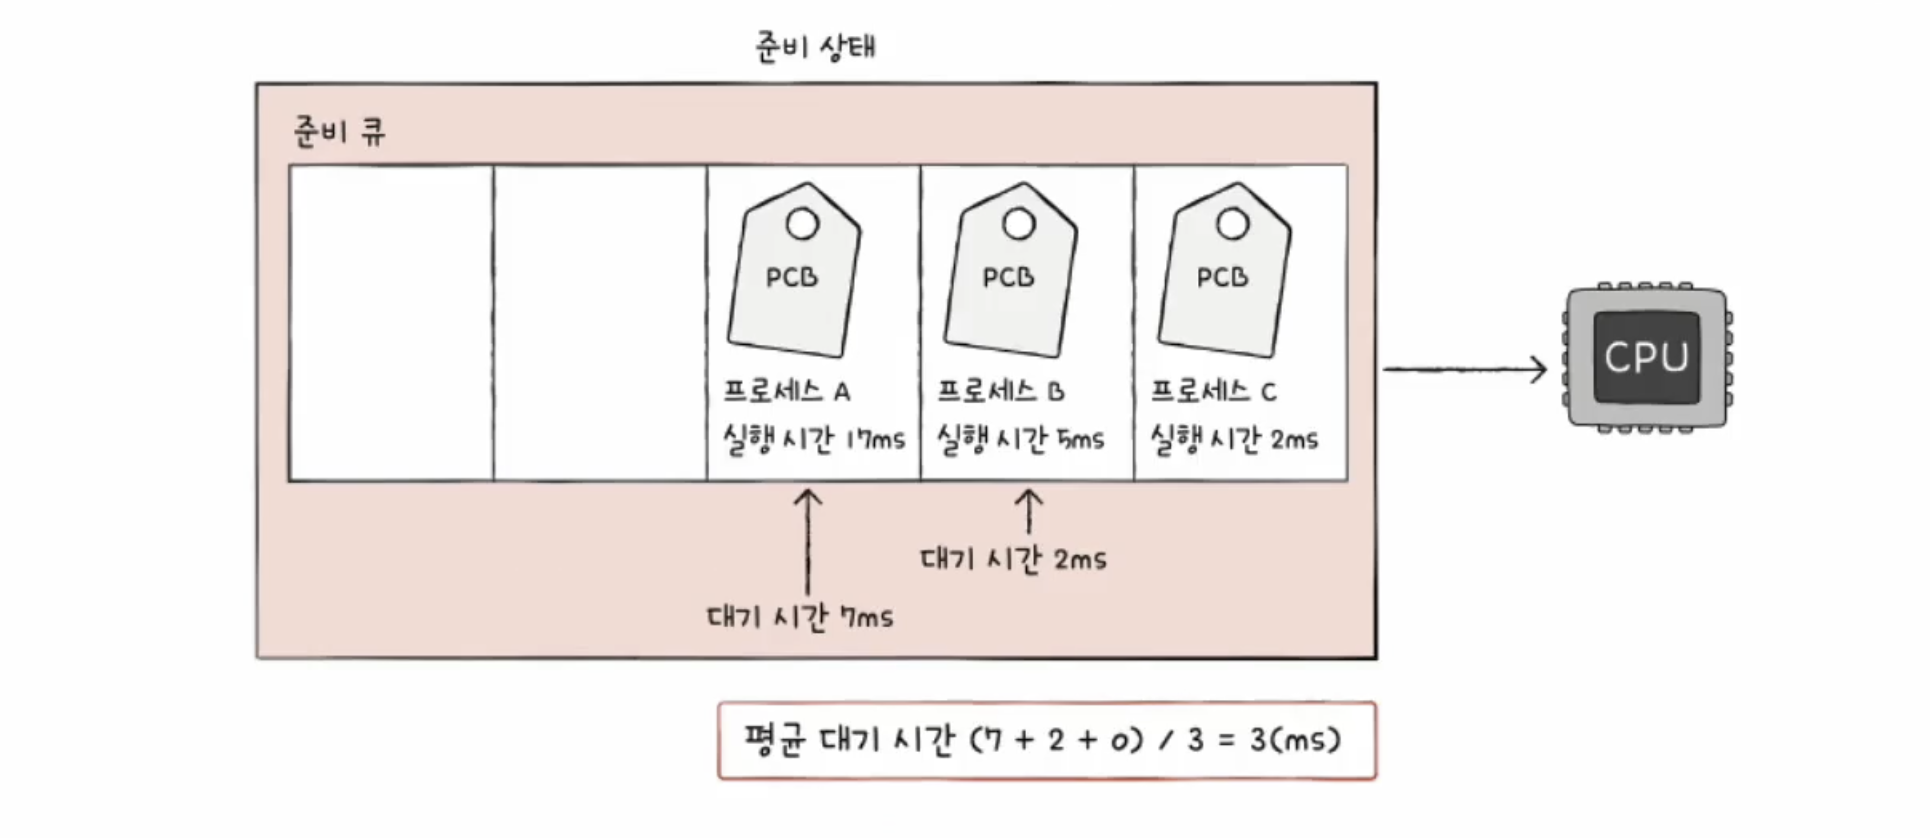 준비 상태
준비 큐
PCB
PCB
PCB
프로세스 A
실행 시간 17ms
프로세스 B
실행 시간 5ms
프로세스 C
실행 시간 2ms
CPU
대기 시간 2ms
대기 시간 7ms
평균 대기 시간 (7 + 2 + 0) / 3 = 3(ms)